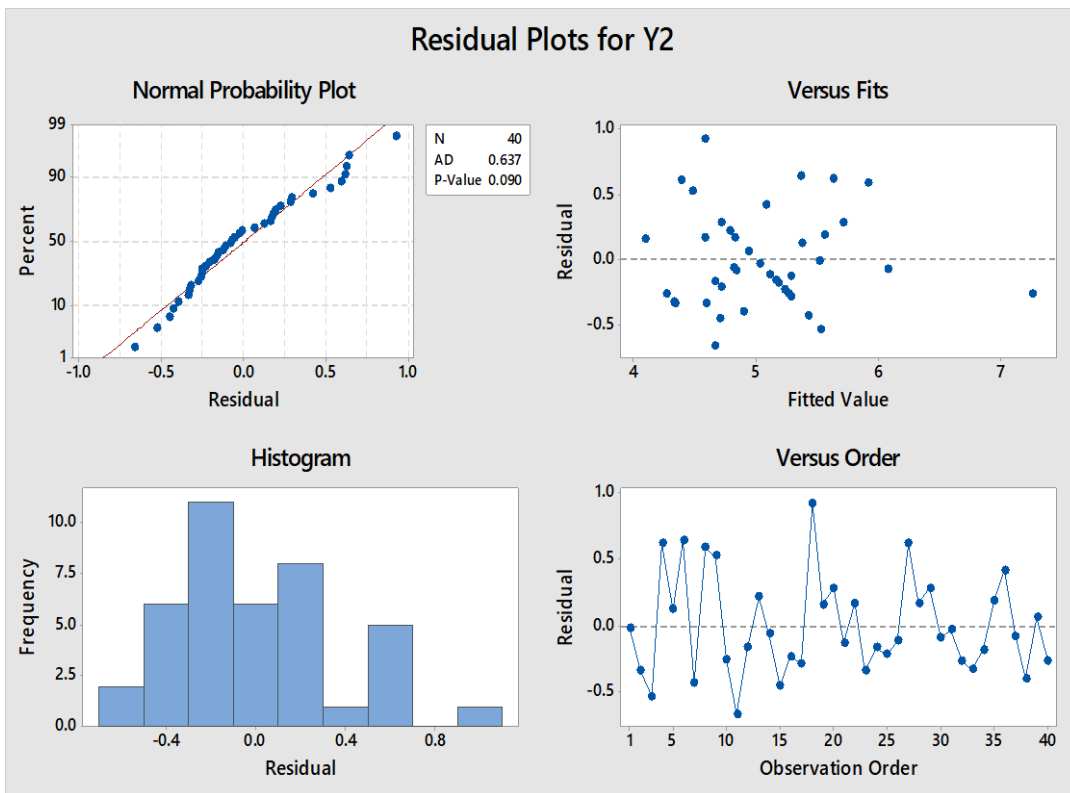 Residual Plots for Y2
Normal Probability Plot
99
90
50
10
1
Percent
-1.0
-0.5
0.0
0.5
1.0
Residual
N 40
AD 0.637
P-Value 0.090
Versus Fits
1.0
0.5
0.0
-0.5
Residual
4
5
6
7
Fitted Value
Histogram
10.0
7.5
5.0
2.5
0.0
Frequency
-0.4
0.0
0.4
0.8
Residual
Versus Order
1.0
0.5
0.0
-0.5
Residual
1
5
10
15
20
25
30
35
40
Observation Order